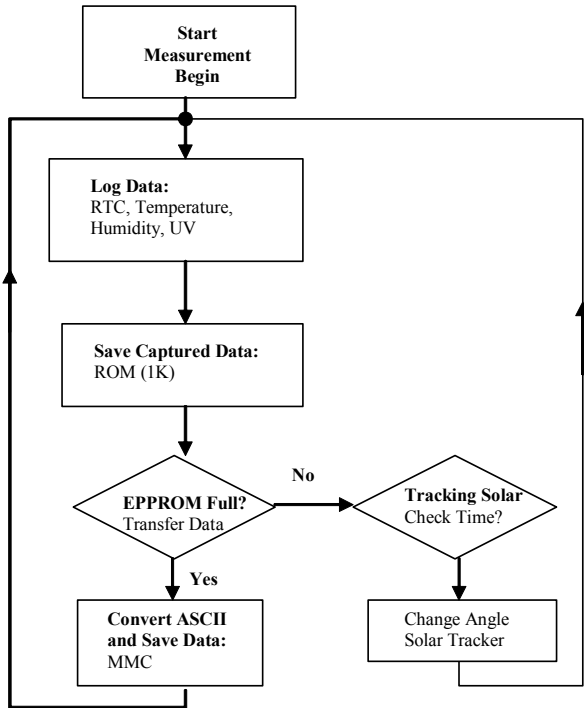 Start
Measurement
Begin
Log Data:
RTC, Temperature,
Humidity, UV
Save Captured Data:
ROM (1K)
EPPROM Full?
Transfer Data
No
Tracking Solar
Check Time?
Yes
Convert ASCII
and Save Data:
MMC
Change Angle
Solar Tracker